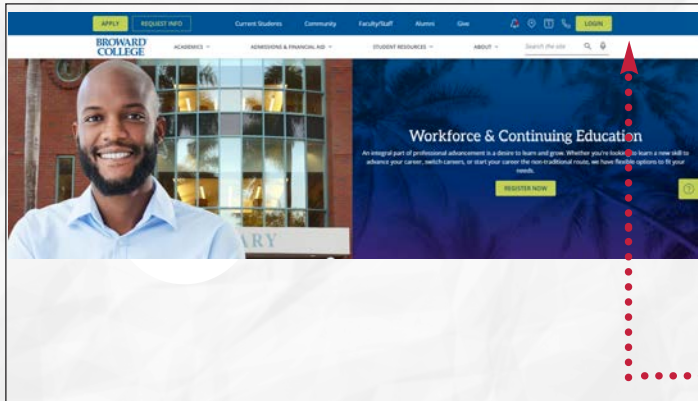 APPLY REQUEST INFO Current Students Community Faculty/Staff Alumni Give LOGIN
BROWARD
COLLEGE
ACADEMICS ADMISSIONS & FINANCIAL AID STUDENT RESOURCES ABOUT Search the site
Workforce & Continuing Education
An integral part of professional advancement is a desire to learn and grow. Whether you're looking to learn a new skill to
advance your career, switch careers, or start your career the non-traditional route, we have flexible options to fit your
needs.
REGISTER NOW
ARY